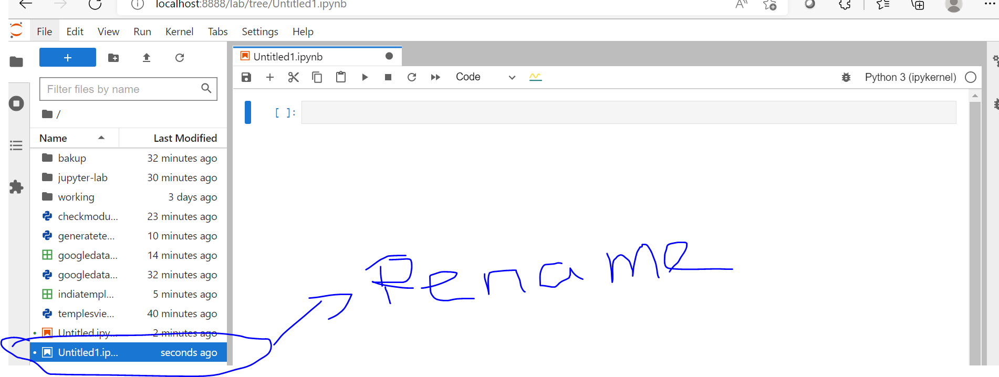 localhost:8888/lab/tree/Untitled1.ipynb
File Edit View Run Kernel Tabs Settings Help
Untitled1.ipynb
Code
Python 3 (ipykernel)
Filter files by name
/
[ ]:
Name Last Modified
bakup 32 minutes ago
jupyter-lab 30 minutes ago
working 3 days ago
checkmodu... 23 minutes ago
generatete... 10 minutes ago
googledata... 14 minutes ago
googledata... 32 minutes ago
indiatempl... 5 minutes ago
templesvie... 40 minutes ago
Untitled.ipy... 2 minutes ago
Untitled1.ip... seconds ago
Rename